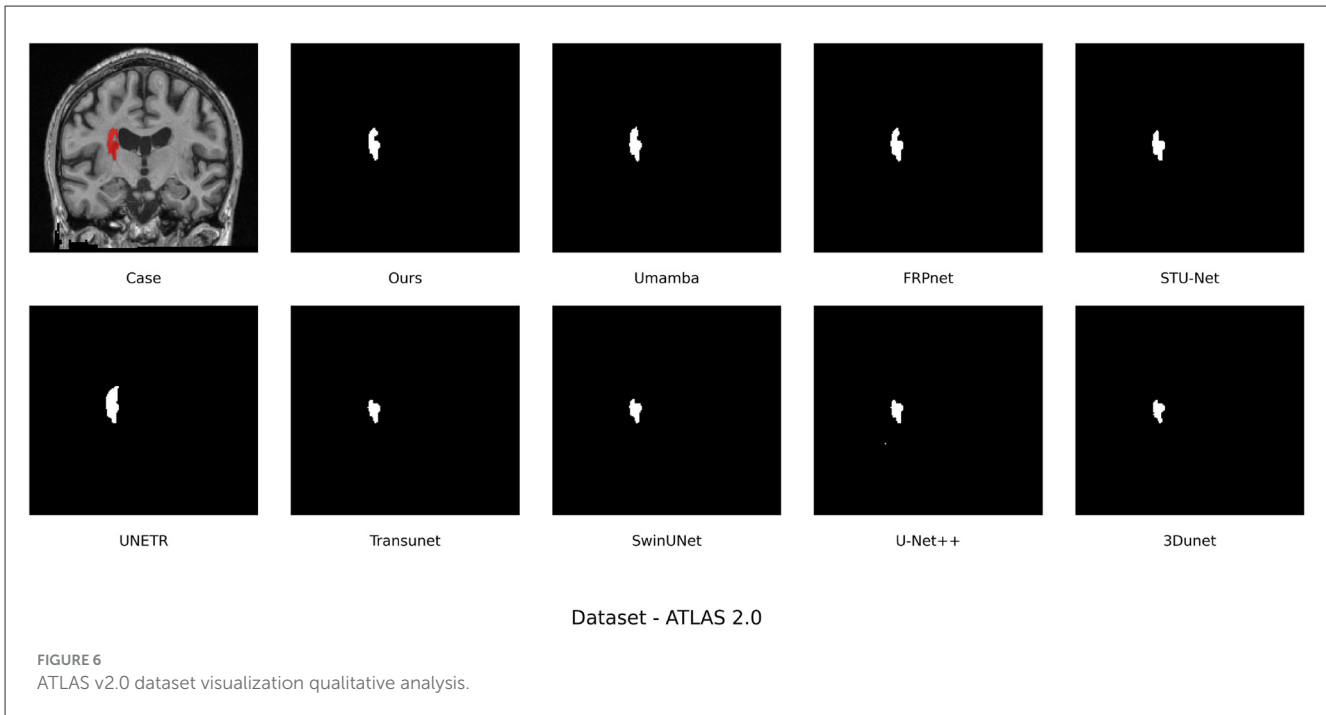 Case
Ours
Umamba
FRPnet
STU-Net
UNETR
Transunet
SwinUNet
U-Net++
3Dunet
Dataset - ATLAS 2.0
FIGURE 6
ATLAS v2.0 dataset visualization qualitative analysis.